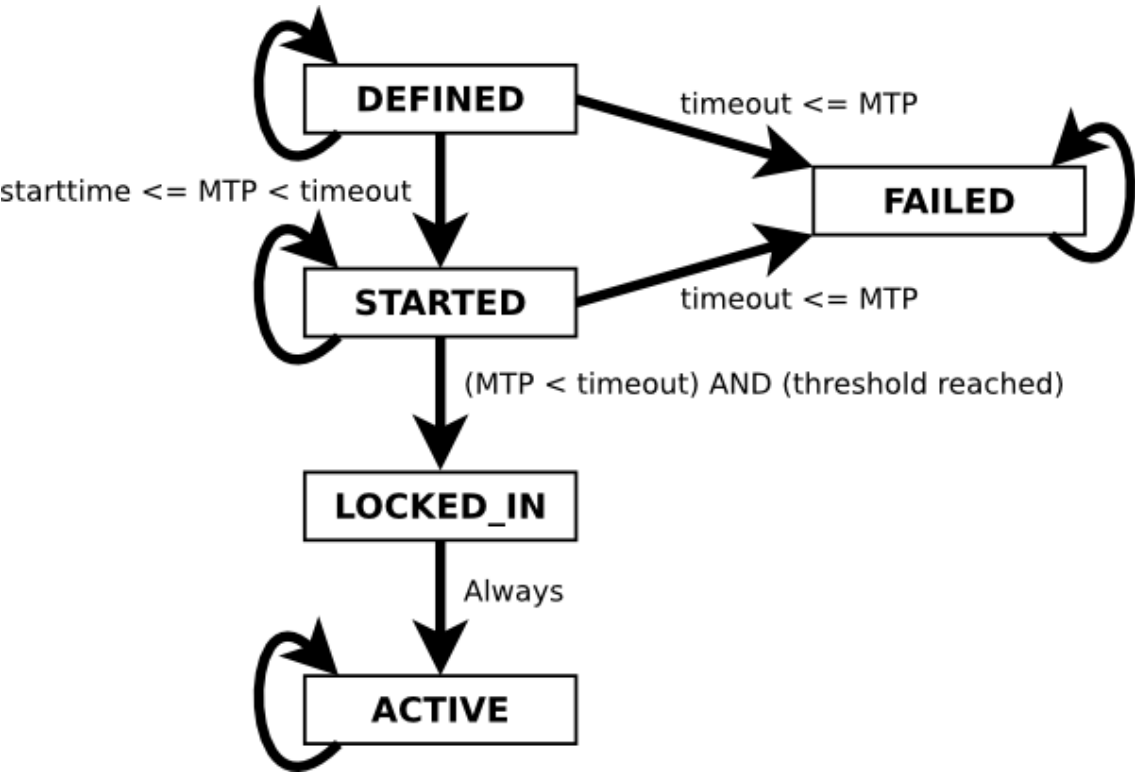 DEFINED
timeout <= MTP
FAILED
starttime <= MTP < timeout
STARTED
timeout <= MTP
(MTP < timeout) AND (threshold reached)
LOCKED_IN
Always
ACTIVE